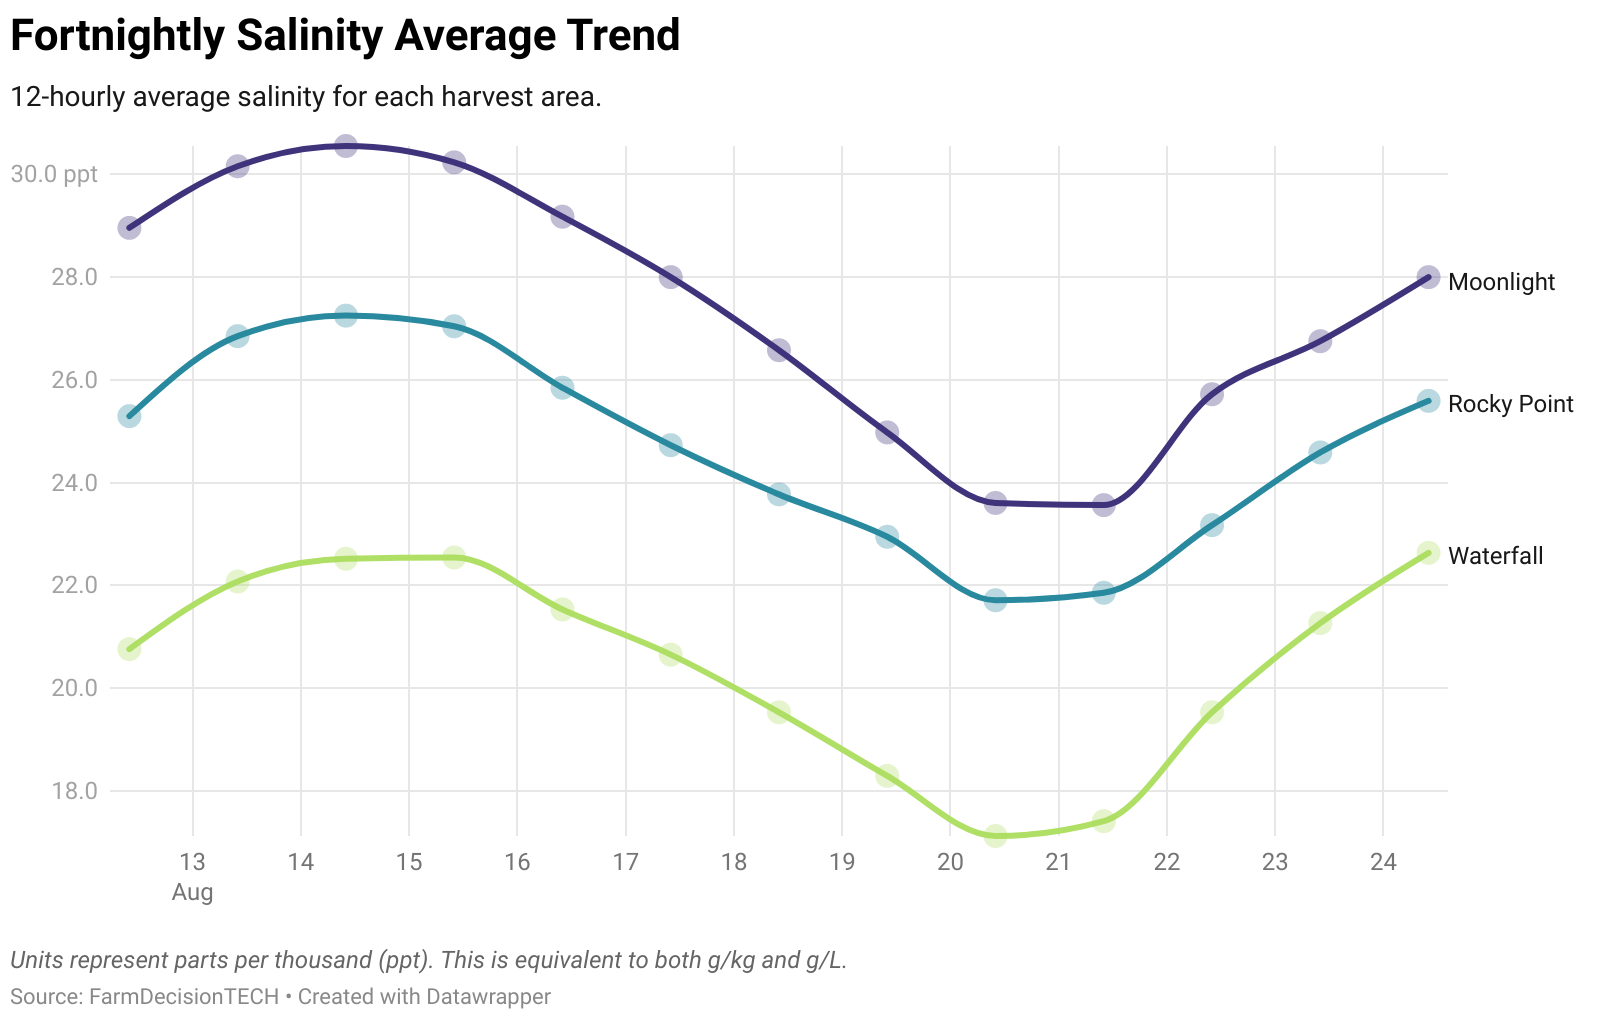 Fortnightly Salinity Average Trend
12-hourly average salinity for each harvest area.
30.0 ppt
28.0
26.0
24.0
22.0
20.0
18.0
Moonlight
Rocky Point
Waterfall
13 14 15 16 17 18 19 20 21 22 23 24
Aug
Units represent parts per thousand (ppt). This is equivalent to both g/kg and g/L.
Source: FarmDecisionTECH • Created with Datawrapper